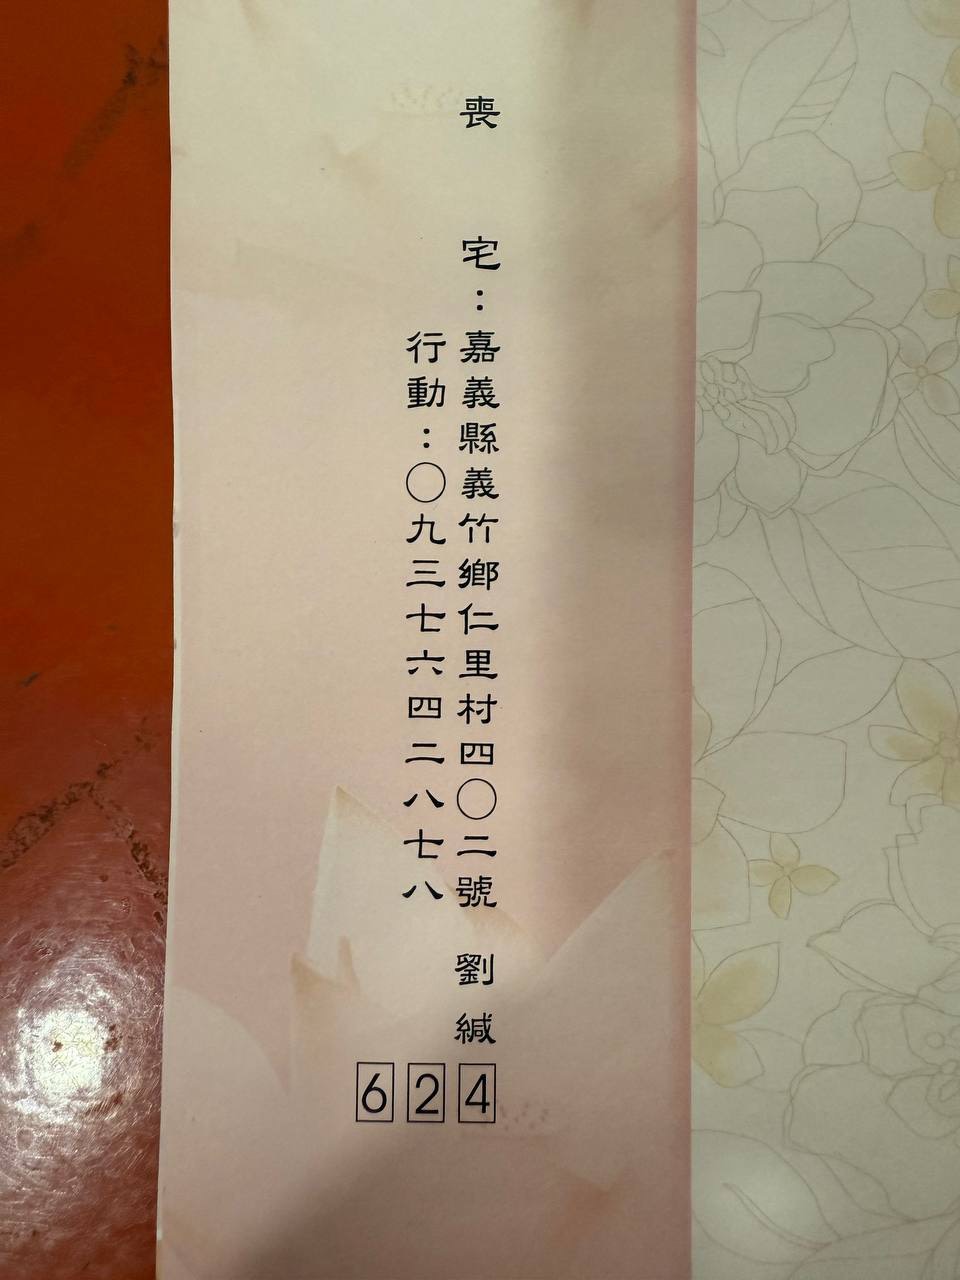 喪宅：嘉義縣義竹鄉仁里村四〇二號 劉緘
行動：〇九三七六四二八七八
624